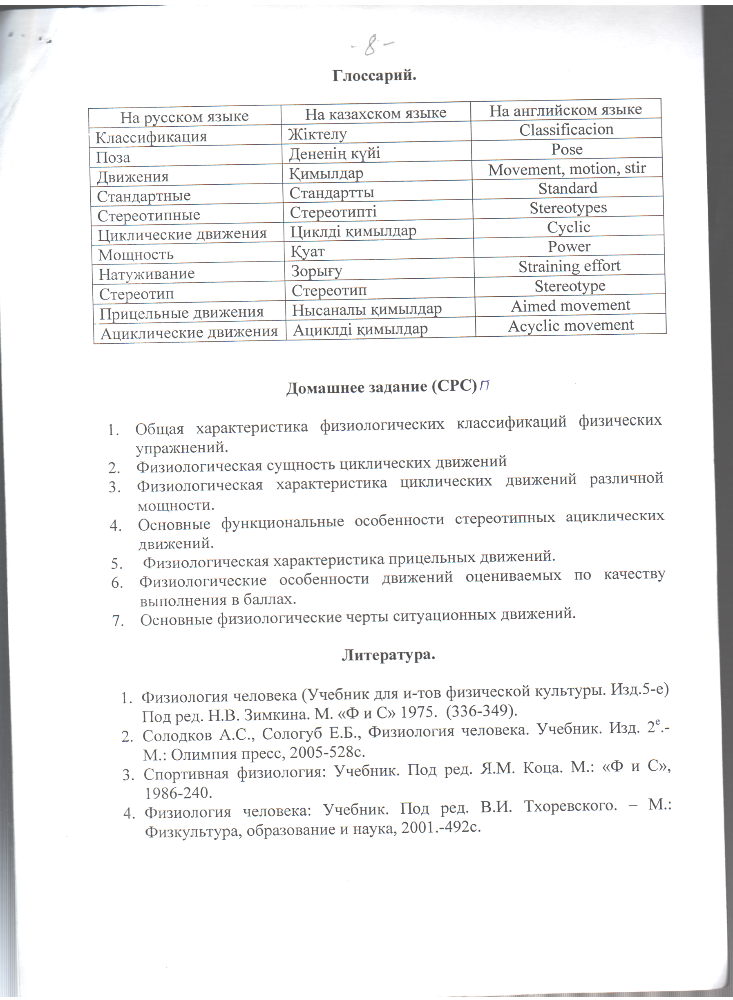 - 8 -
Глоссарий.
На русском языке На казахском языке На английском языке
Классификация Жіктелу Classificacion
Поза Дененің күйі Pose
Движения Қимылдар Movement, motion, stir
Стандартные Стандартты Standard
Стереотипные Стереотипті Stereotypes
Циклические движения Циклді қимылдар Cyclic
Мощность Қуат Power
Натуживание Зорығу Straining effort
Стереотип Стереотип Stereotype
Прицельные движения Нысаналы қимылдар Aimed movement
Ациклические движения Ациклді қимылдар Acyclic movement
Домашнее задание (СРС)П
1. Общая характеристика физиологических классификаций физических
упражнений.
2. Физиологическая сущность циклических движений
3. Физиологическая характеристика циклических движений различной
мощности.
4. Основные функциональные особенности стереотипных ациклических
движений.
5. Физиологическая характеристика прицельных движений.
6. Физиологические особенности движений оцениваемых по качеству
выполнения в баллах.
7. Основные физиологические черты ситуационных движений.
Литература.
1. Физиология человека (Учебник для и-тов физической культуры. Изд.5-е)
Под ред. Н.В. Зимкина. М. «Ф и С» 1975. (336-349).
2. Солодков А.С., Сологуб Е.Б., Физиология человека. Учебник. Изд. 2е.-
М.: Олимпия пресс, 2005-528с.
3. Спортивная физиология: Учебник. Под ред. Я.М. Коца. М.: «Ф и С»,
1986-240.
4. Физиология человека: Учебник. Под ред. В.И. Тхоревского. – М.:
Физкультура, образование и наука, 2001.-492с.